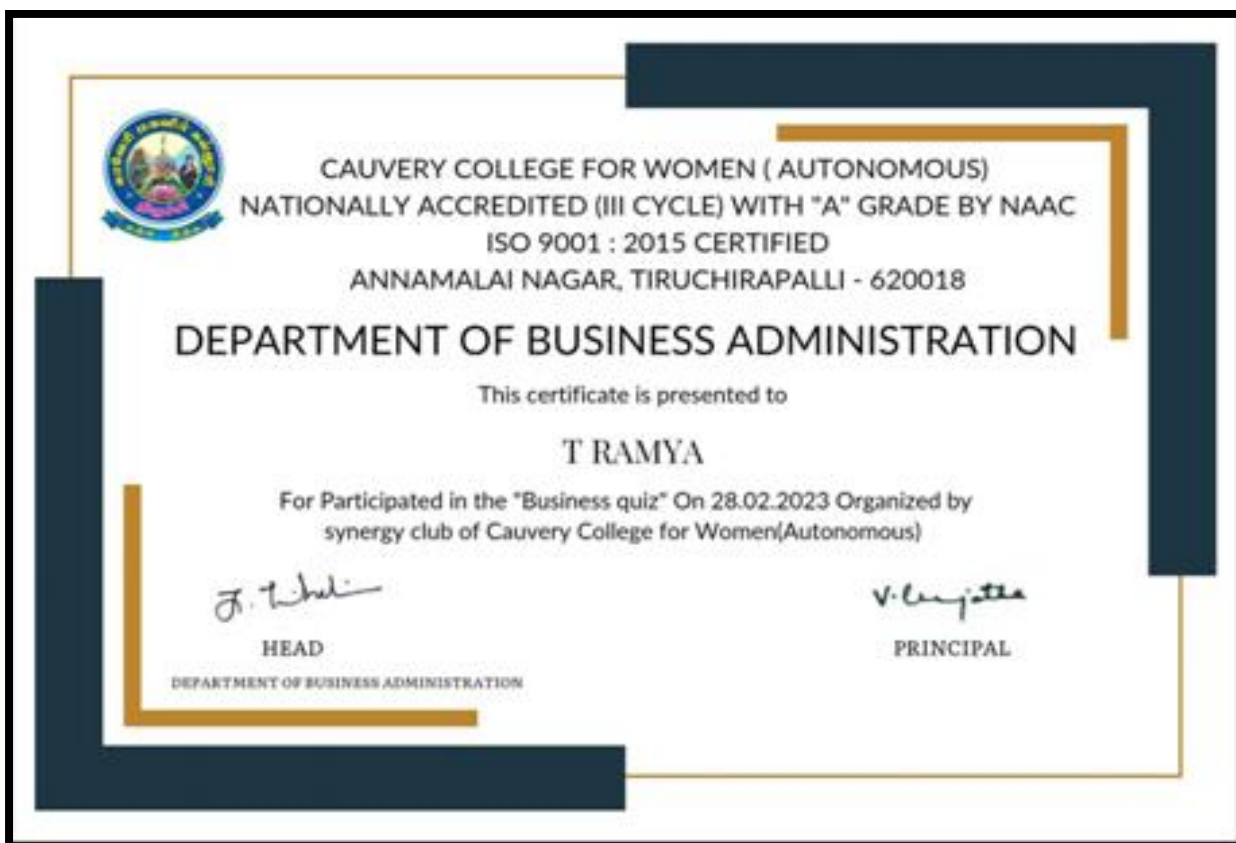 CAUVERY COLLEGE FOR WOMEN ( AUTONOMOUS)
NATIONALLY ACCREDITED (III CYCLE) WITH "A" GRADE BY NAAC
ISO 9001 : 2015 CERTIFIED
ANNAMALAI NAGAR, TIRUCHIRAPALLI - 620018
DEPARTMENT OF BUSINESS ADMINISTRATION
This certificate is presented to
T RAMYA
For Participated in the "Business quiz" On 28.02.2023 Organized by
synergy club of Cauvery College for Women(Autonomous)
HEAD
DEPARTMENT OF BUSINESS ADMINISTRATION
PRINCIPAL